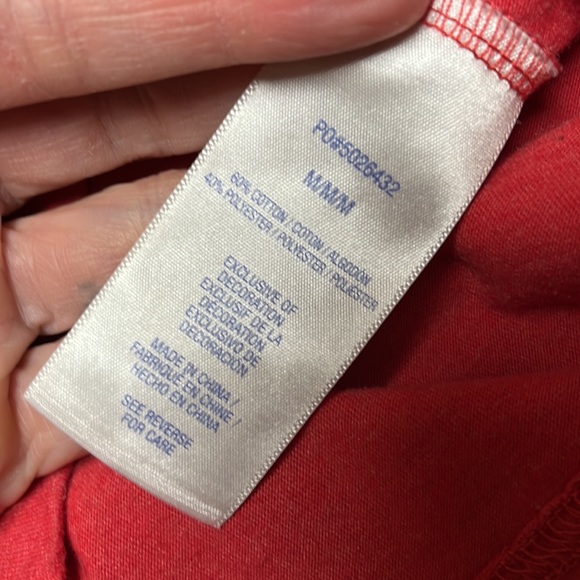 PO#5026432
M/M/M
60% COTTON / COTON / ALGODÓN
40% POLYESTER / POLYESTER / POLIÉSTER
EXCLUSIVE OF
DECORATION
EXCLUSIF DE LA
DÉCORATION
EXCLUSIVO DE
DECORACIÓN
MADE IN CHINA /
FABRIQUÉ EN CHINE /
HECHO EN CHINA
SEE REVERSE
FOR CARE